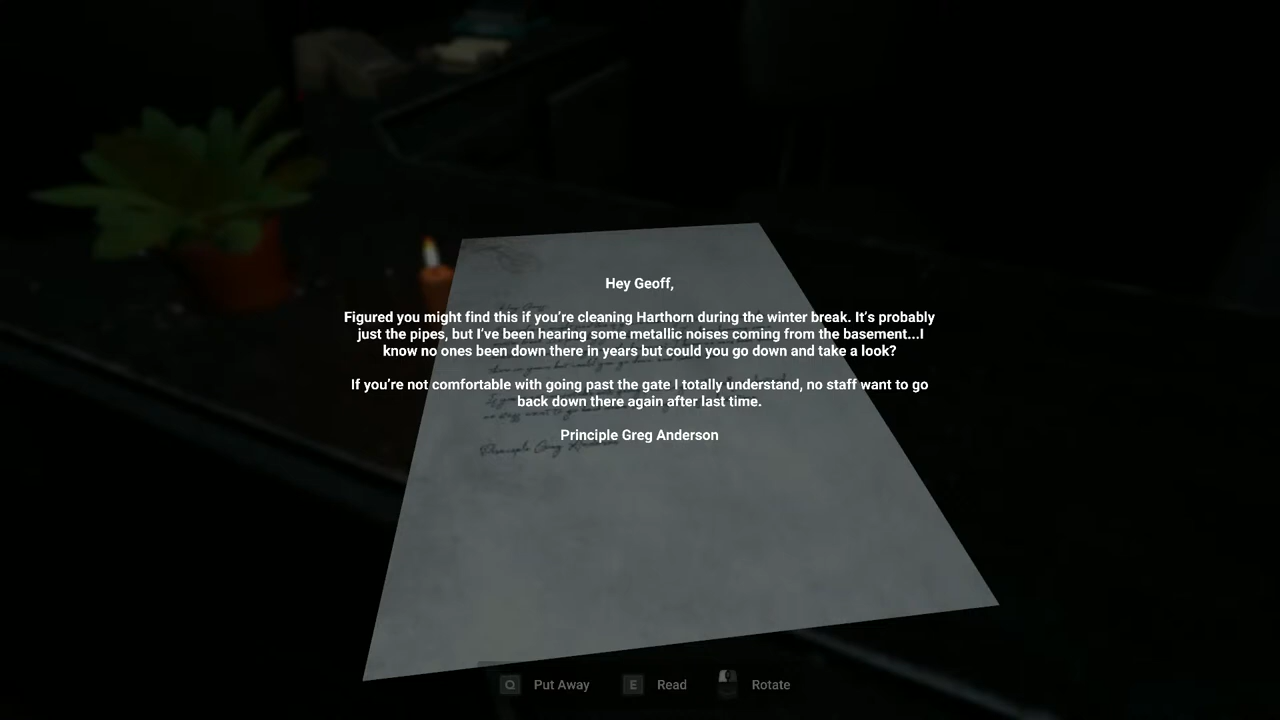 Hey Geoff,
Figured you might find this if you're cleaning Harthorn during the winter break. It's probably
just the pipes, but I've been hearing some metallic noises coming from the basement...I
know no ones been down there in years but could you go down and take a look?
If you're not comfortable with going past the gate I totally understand, no staff want to go
back down there again after last time.
Principle Greg Anderson
Q Put Away E Read Rotate